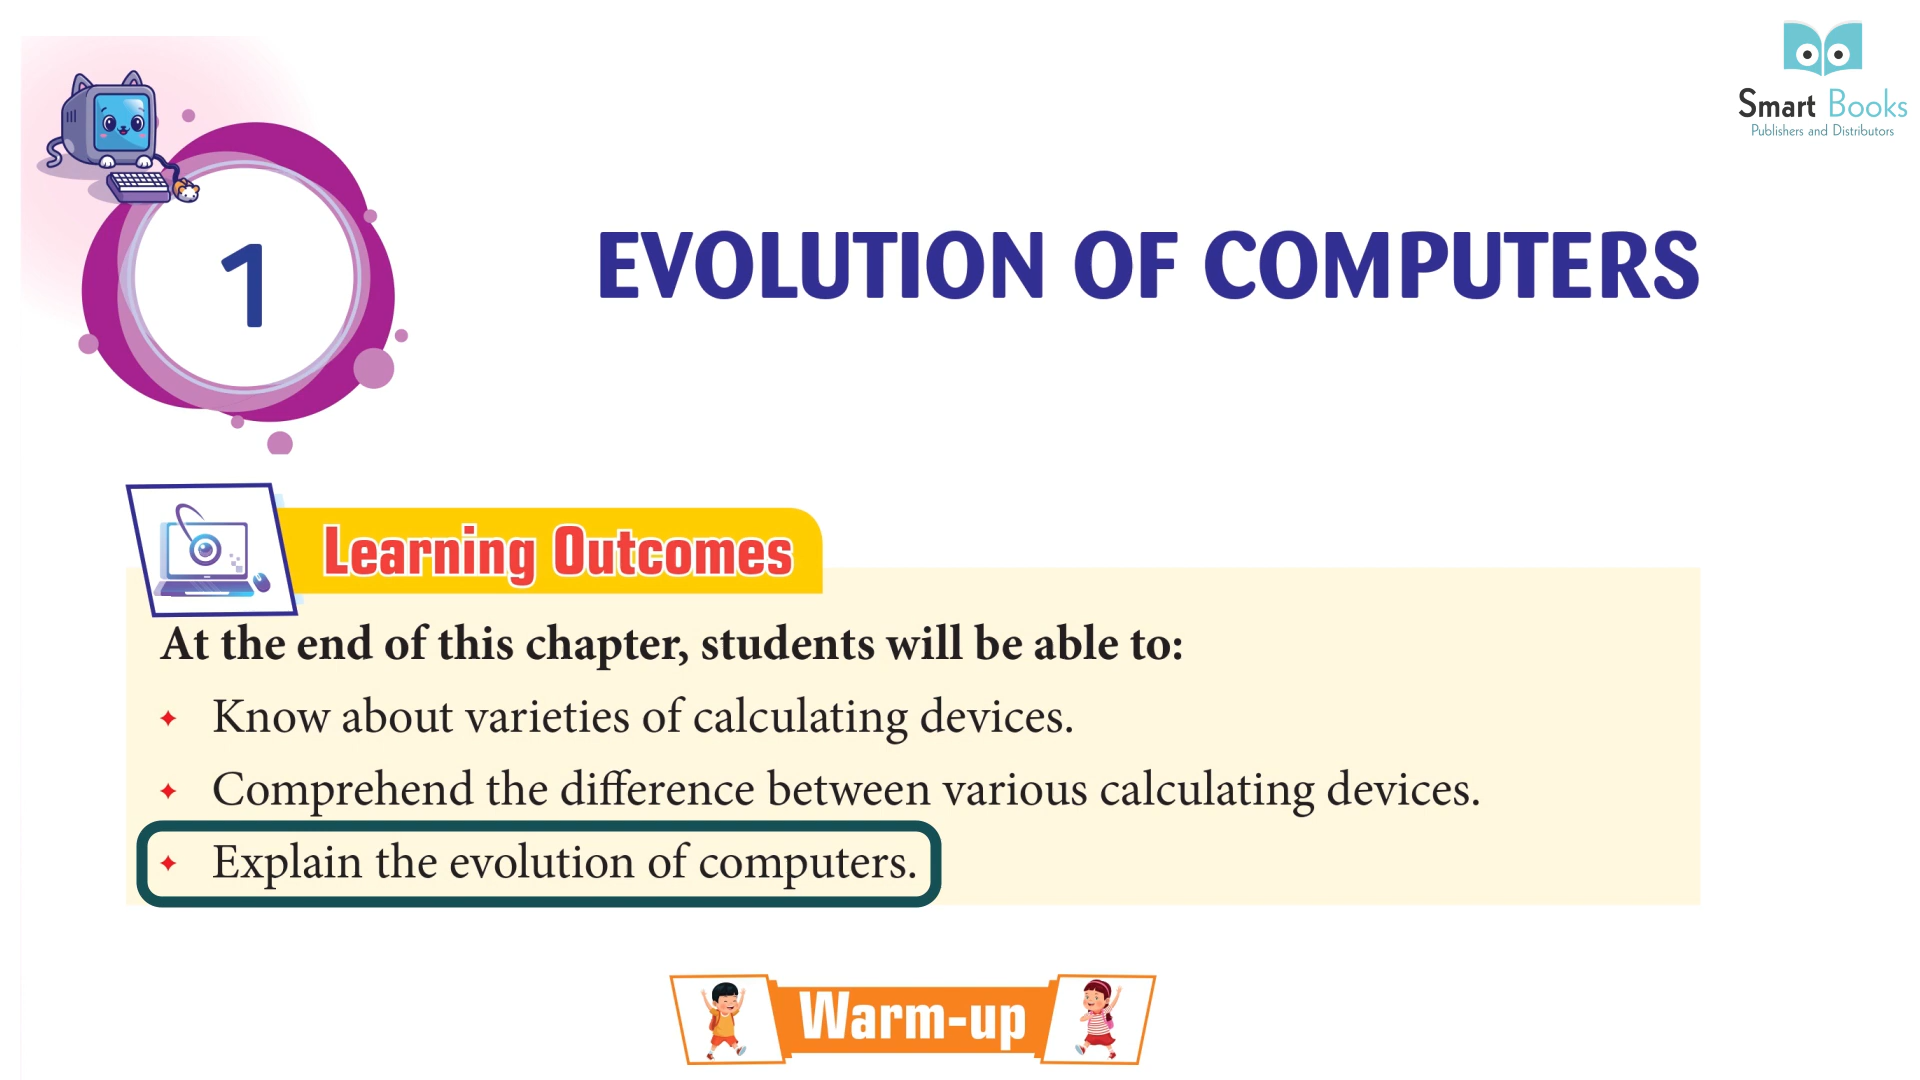 Smart Books
Publishers and Distributors
1
EVOLUTION OF COMPUTERS
Learning Outcomes
At the end of this chapter, students will be able to:
Know about varieties of calculating devices.
Comprehend the difference between various calculating devices.
Explain the evolution of computers.
Warm-up